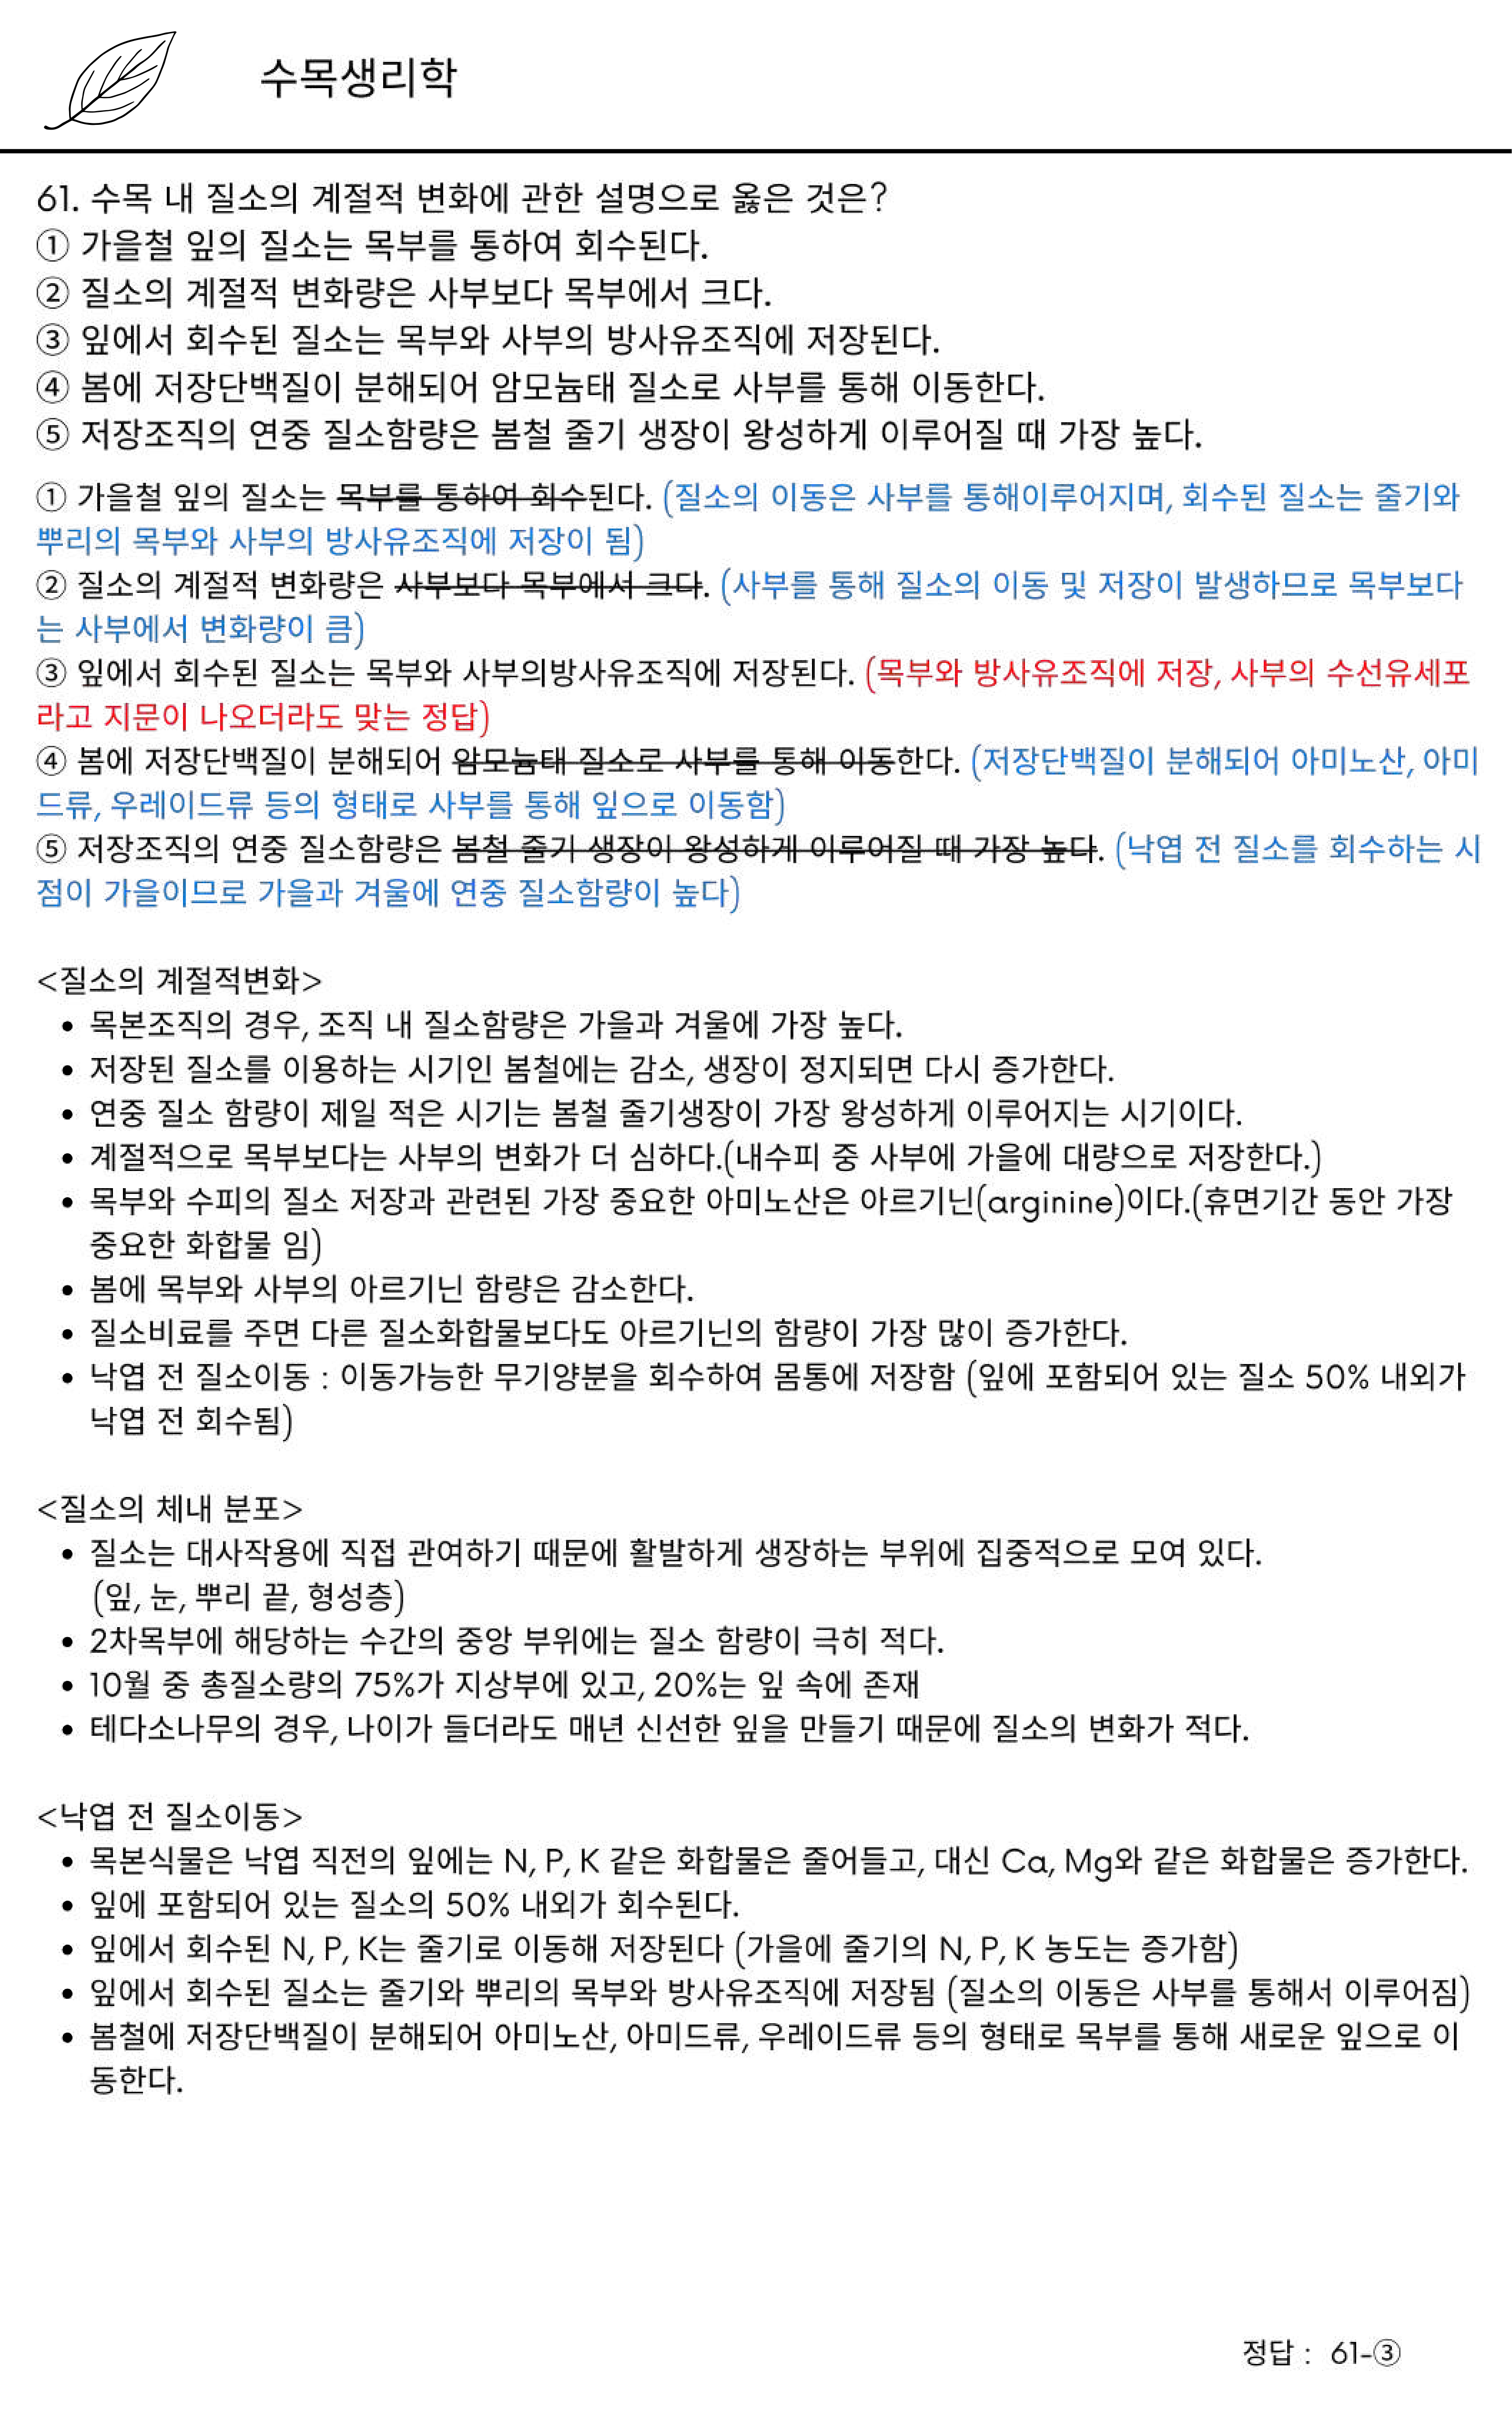 수목생리학
61. 수목 내 질소의 계절적 변화에 관한 설명으로 옳은 것은?
① 가을철 잎의 질소는 목부를 통하여 회수된다.
② 질소의 계절적 변화량은 사부보다 목부에서 크다.
③ 잎에서 회수된 질소는 목부와 사부의 방사유조직에 저장된다.
④ 봄에 저장단백질이 분해되어 암모늄태 질소로 사부를 통해 이동한다.
⑤ 저장조직의 연중 질소함량은 봄철 줄기 생장이 왕성하게 이루어질 때 가장 높다.
① 가을철 잎의 질소는 목부를 통하여 회수된다. (질소의 이동은 사부를 통해이루어지며, 회수된 질소는 줄기와
뿌리의 목부와 사부의 방사유조직에 저장이 됨)
② 질소의 계절적 변화량은 사부보다 목부에서 크다. (사부를 통해 질소의 이동 및 저장이 발생하므로 목부보다
는 사부에서 변화량이 큼)
③ 잎에서 회수된 질소는 목부와 사부의방사유조직에 저장된다. (목부와 방사유조직에 저장, 사부의 수선유세포
라고 지문이 나오더라도 맞는 정답)
④ 봄에 저장단백질이 분해되어 암모늄태 질소로 사부를 통해 이동한다. (저장단백질이 분해되어 아미노산, 아미
드류, 우레이드류 등의 형태로 사부를 통해 잎으로 이동함)
⑤ 저장조직의 연중 질소함량은 봄철 줄기 생장이 왕성하게 이루어질 때 가장 높다. (낙엽 전 질소를 회수하는 시
점이 가을이므로 가을과 겨울에 연중 질소함량이 높다)
<질소의 계절적변화>
• 목본조직의 경우, 조직 내 질소함량은 가을과 겨울에 가장 높다.
• 저장된 질소를 이용하는 시기인 봄철에는 감소, 생장이 정지되면 다시 증가한다.
• 연중 질소 함량이 제일 적은 시기는 봄철 줄기생장이 가장 왕성하게 이루어지는 시기이다.
• 계절적으로 목부보다는 사부의 변화가 더 심하다.(내수피 중 사부에 가을에 대량으로 저장한다.)
• 목부와 수피의 질소 저장과 관련된 가장 중요한 아미노산은 아르기닌(arginine)이다.(휴면기간 동안 가장
중요한 화합물 임)
• 봄에 목부와 사부의 아르기닌 함량은 감소한다.
• 질소비료를 주면 다른 질소화합물보다도 아르기닌의 함량이 가장 많이 증가한다.
• 낙엽 전 질소이동 : 이동가능한 무기양분을 회수하여 몸통에 저장함 (잎에 포함되어 있는 질소 50% 내외가
낙엽 전 회수됨)
<질소의 체내 분포>
• 질소는 대사작용에 직접 관여하기 때문에 활발하게 생장하는 부위에 집중적으로 모여 있다.
(잎, 눈, 뿌리 끝, 형성층)
• 2차목부에 해당하는 수간의 중앙 부위에는 질소 함량이 극히 적다.
• 10월 중 총질소량의 75%가 지상부에 있고, 20%는 잎 속에 존재
• 테다소나무의 경우, 나이가 들더라도 매년 신선한 잎을 만들기 때문에 질소의 변화가 적다.
<낙엽 전 질소이동>
• 목본식물은 낙엽 직전의 잎에는 N, P, K 같은 화합물은 줄어들고, 대신 Ca, Mg와 같은 화합물은 증가한다.
• 잎에 포함되어 있는 질소의 50% 내외가 회수된다.
• 잎에서 회수된 N, P, K는 줄기로 이동해 저장된다 (가을에 줄기의 N, P, K 농도는 증가함)
• 잎에서 회수된 질소는 줄기와 뿌리의 목부와 방사유조직에 저장됨 (질소의 이동은 사부를 통해서 이루어짐)
• 봄철에 저장단백질이 분해되어 아미노산, 아미드류, 우레이드류 등의 형태로 목부를 통해 새로운 잎으로 이
동한다.
정답 : 61-③